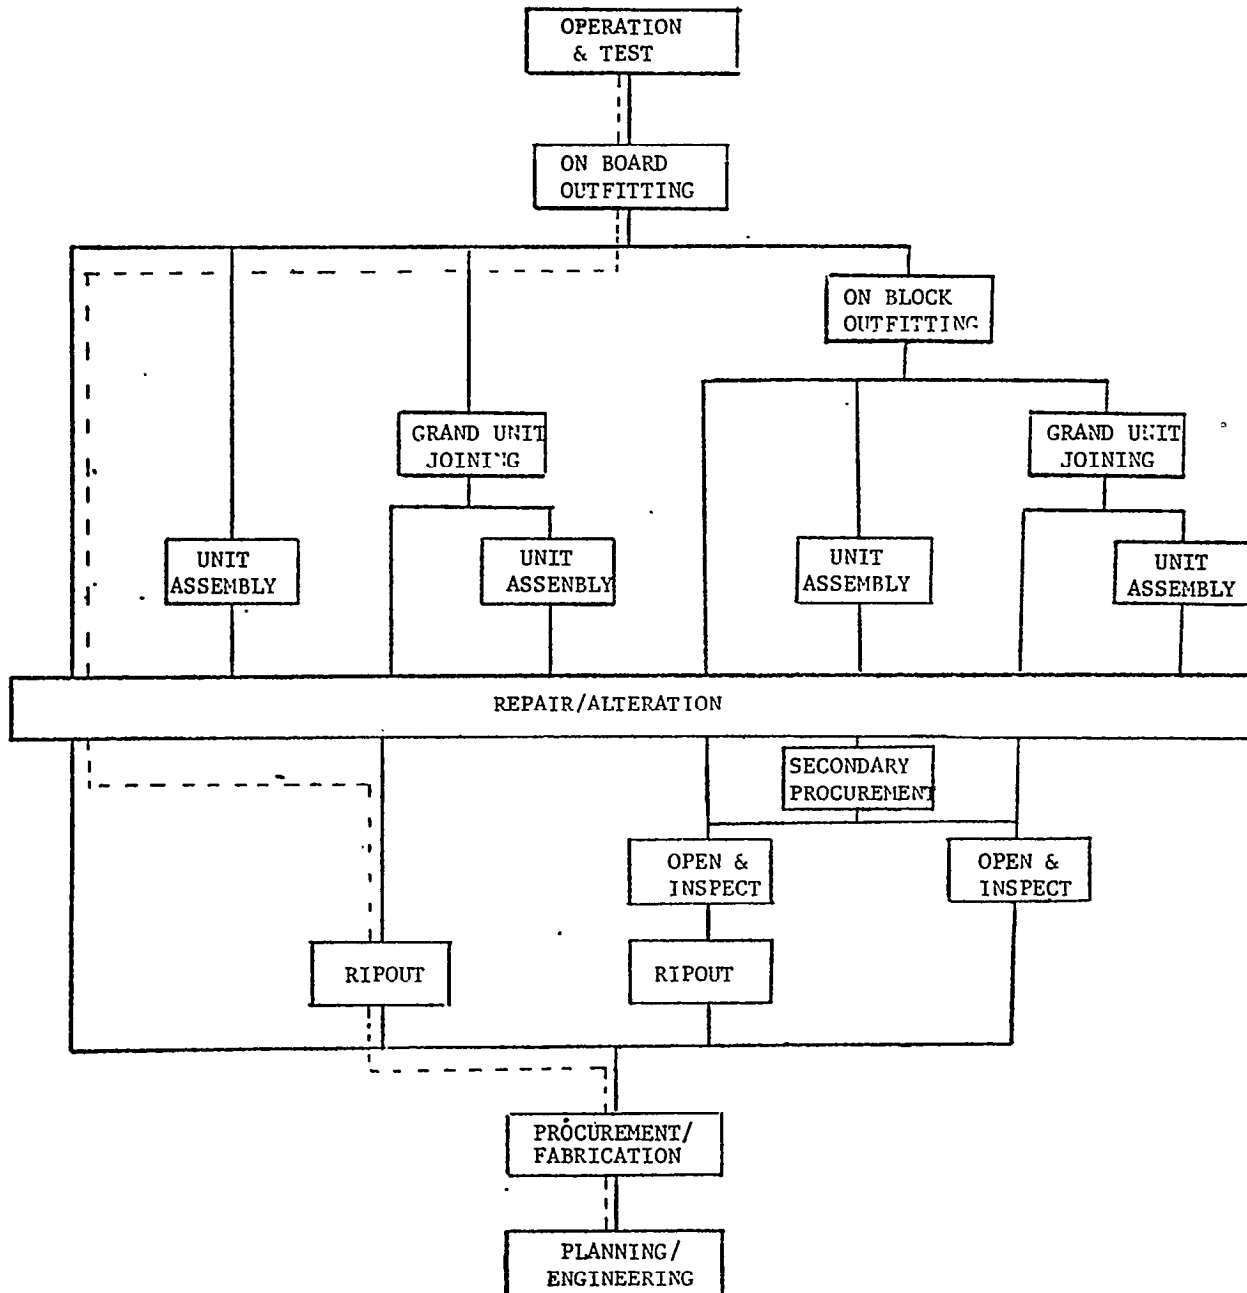 OPERATION
& TEST
ON BOARD
OUTFITTING
ON BLOCK
OUTFITTING
GRAND UNIT
JOINING
GRAND UNIT
JOINING
UNIT
ASSEMBLY
UNIT
ASSENBLY
UNIT
ASSEMBLY
UNIT
ASSEMBLY
REPAIR/ALTERATION
SECONDARY
PROCUREMENT
OPEN &
INSPECT
OPEN &
INSPECT
RIPOUT
RIPOUT
PROCUREMENT/
FABRICATION
PLANNING/
ENGINEERING